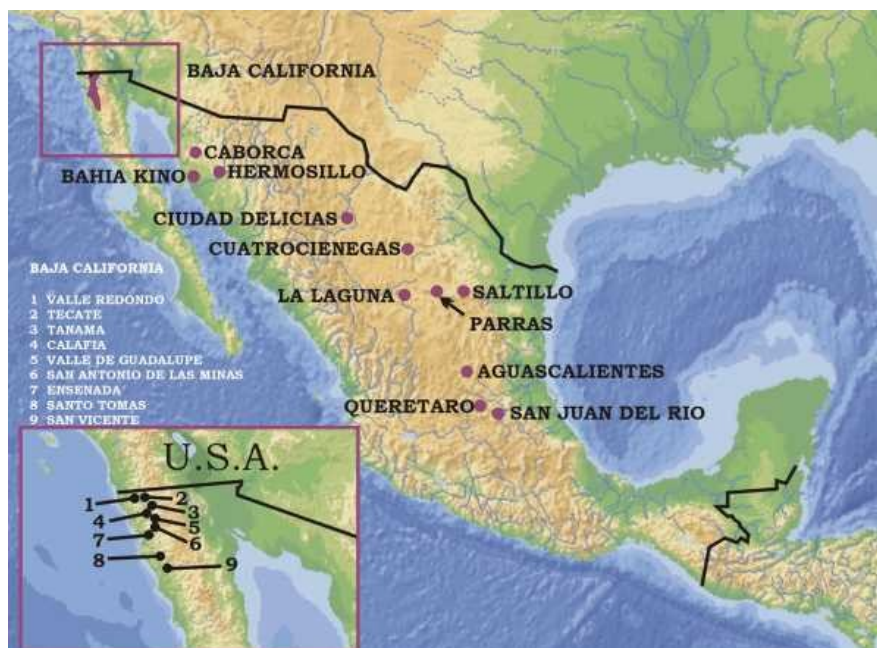 BAJA CALIFORNIA
CABORCA
HERMOSILLO
BAHIA KINO
CIUDAD DELICIAS
CUATROCIENEGAS
LA LAGUNA
SALTILLO
PARRAS
AGUASCALIENTES
QUERETARO
SAN JUAN DEL RIO
BAJA CALIFORNIA
1 VALLE REDONDO
2 TECATE
3 TANAMA
4 CALAFIA
5 VALLE DE GUADALUPE
6 SAN ANTONIO DE LAS MINAS
7 ENSENADA
8 SANTO TOMAS
9 SAN VICENTE
U.S.A.
1
2
3
4
5
6
7
8
9